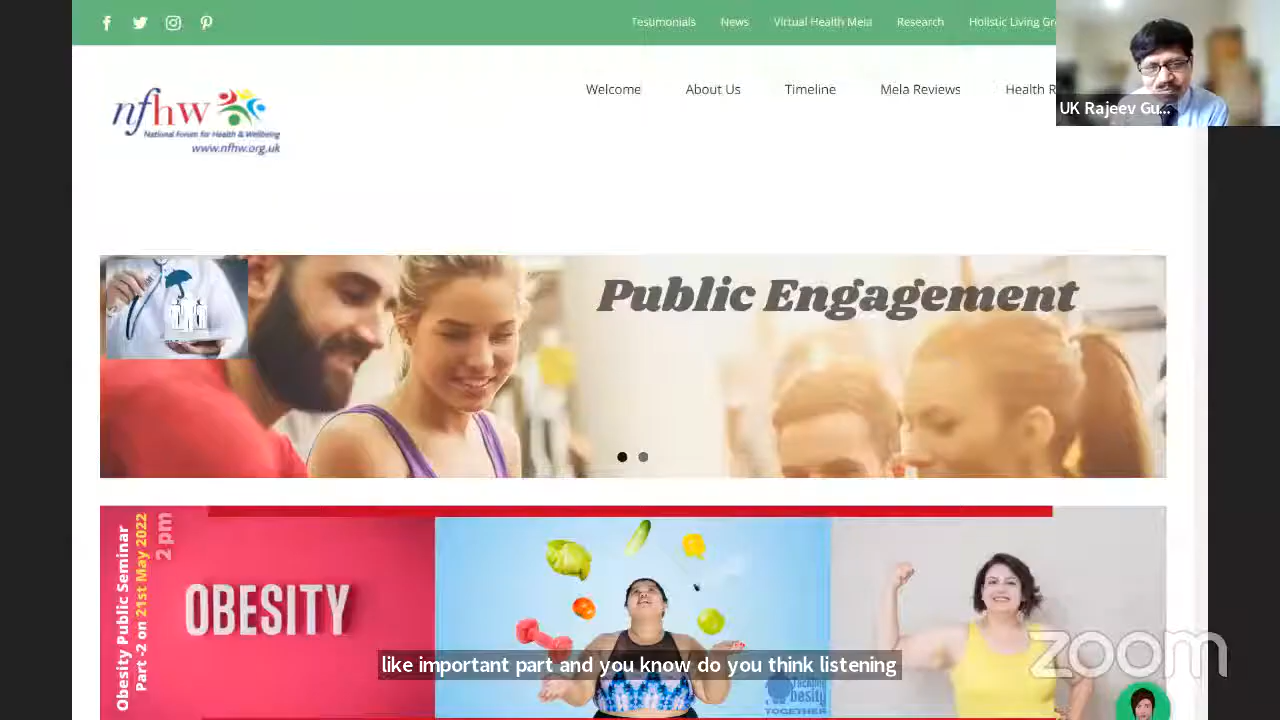 Testimonials News Virtual Health Mela Research Holistic Living Gr
UK Rajeev Gu...
Welcome About Us Timeline Mela Reviews Health R
nfhw
National Forum for Health & Wellbeing
www.nfhw.org.uk
Public Engagement
Obesity Public Seminar
Part -2 on 21st May 2022
2 pm
OBESITY
like important part and you know do you think listening
zoom
Obesity
TOGETHER